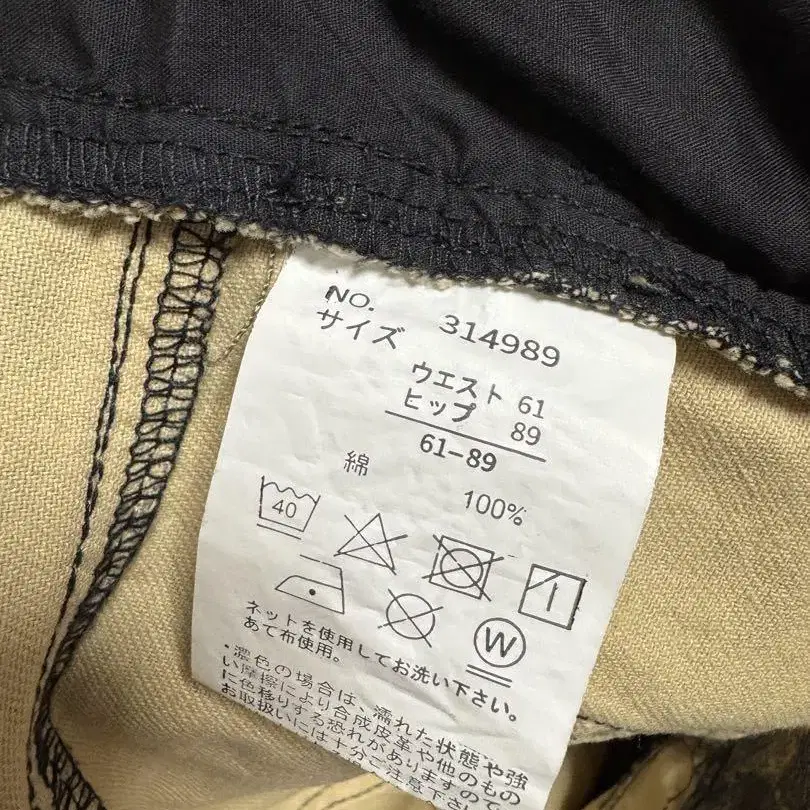 NO. 314989
サイズ
ウエスト 61
ヒップ 89
61-89
綿 100%
40
W
ネットを使用してお洗い下さい。
あて布使用。
・濃色の場合は、濡れた状態や強
い摩擦により合成皮革や他のもの
に色移りする恐れがありますので
お取扱いには十分ご注意下さ